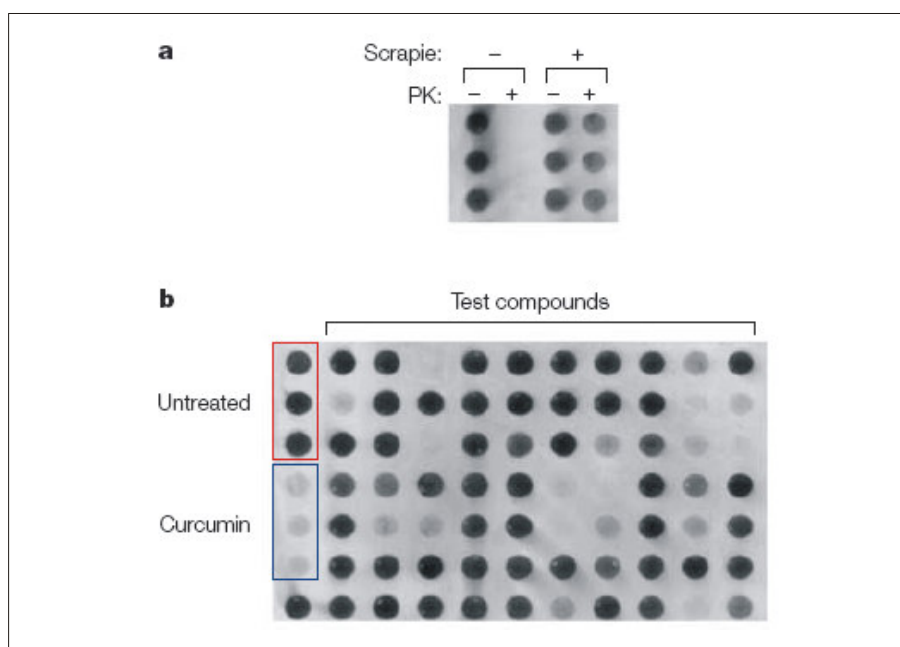 a
Scrapie: – +
PK: – + – +
b
Test compounds
Untreated
Curcumin